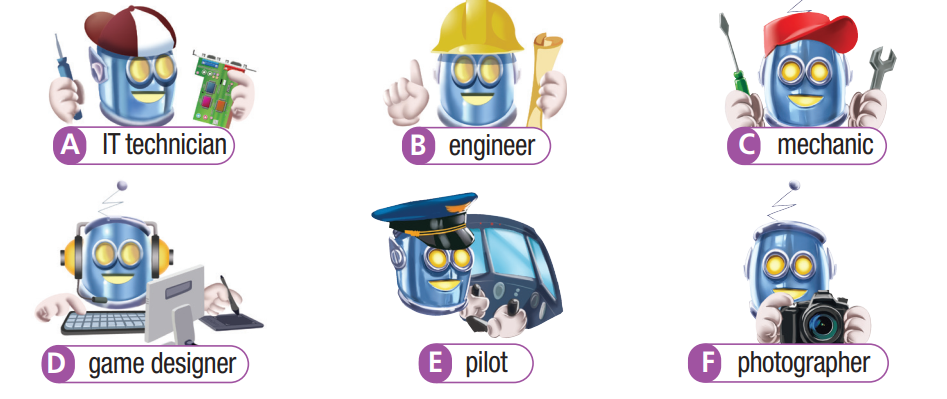 A IT technician
B engineer
C mechanic
D game designer
E pilot
F photographer